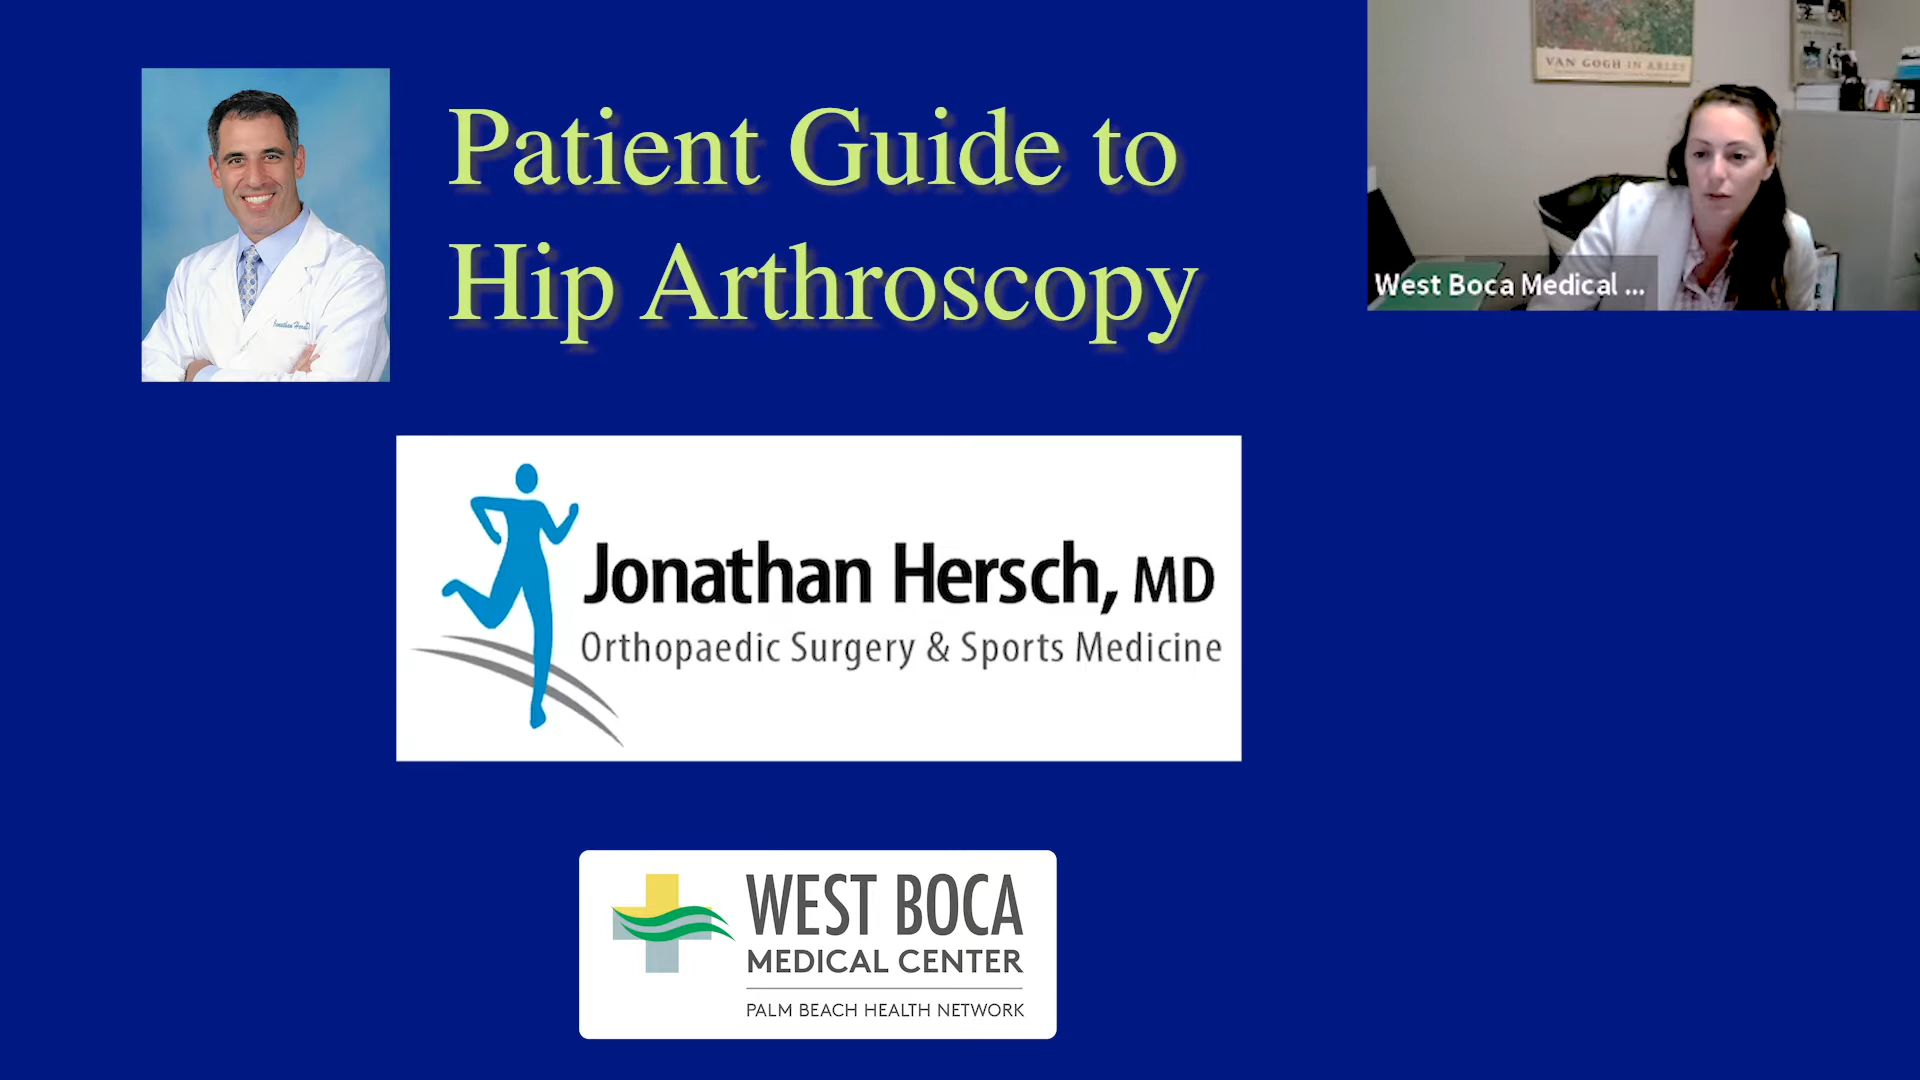 Patient Guide to
Hip Arthroscopy
VAN GOGH IN ARLES
West Boca Medical ...
Jonathan Hersch, MD
Orthopaedic Surgery & Sports Medicine
WEST BOCA
MEDICAL CENTER
PALM BEACH HEALTH NETWORK